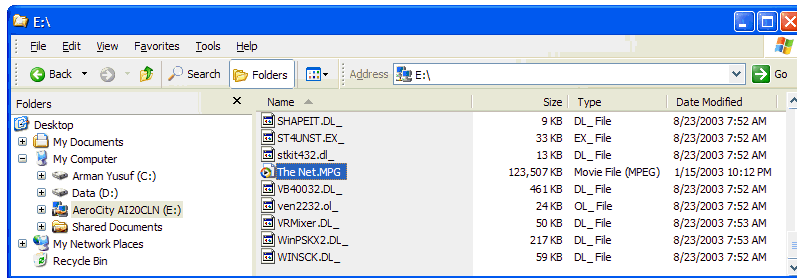 E:\
File Edit View Favorites Tools Help
Back Search Folders Address E:\ Go
Folders
Desktop
My Documents
My Computer
Arman Yusuf (C:)
Data (D:)
AeroCity AI20CLN (E:)
Shared Documents
My Network Places
Recycle Bin
Name Size Type Date Modified
SHAPEIT.DL_ 9 KB DL_ File 8/23/2003 7:52 AM
ST4UNST.EX_ 33 KB EX_ File 8/23/2003 7:52 AM
stkit432.dl_ 13 KB DL_ File 8/23/2003 7:52 AM
The Net.MPG 123,507 KB Movie File (MPEG) 1/15/2003 10:12 PM
VB40032.DL_ 461 KB DL_ File 8/23/2003 7:52 AM
ven2232.ol_ 24 KB OL_ File 8/23/2003 7:52 AM
VRMixer.DL_ 50 KB DL_ File 8/23/2003 7:53 AM
WinPSKX2.DL_ 217 KB DL_ File 8/23/2003 7:53 AM
WINSCK.DL_ 59 KB DL_ File 8/23/2003 7:52 AM